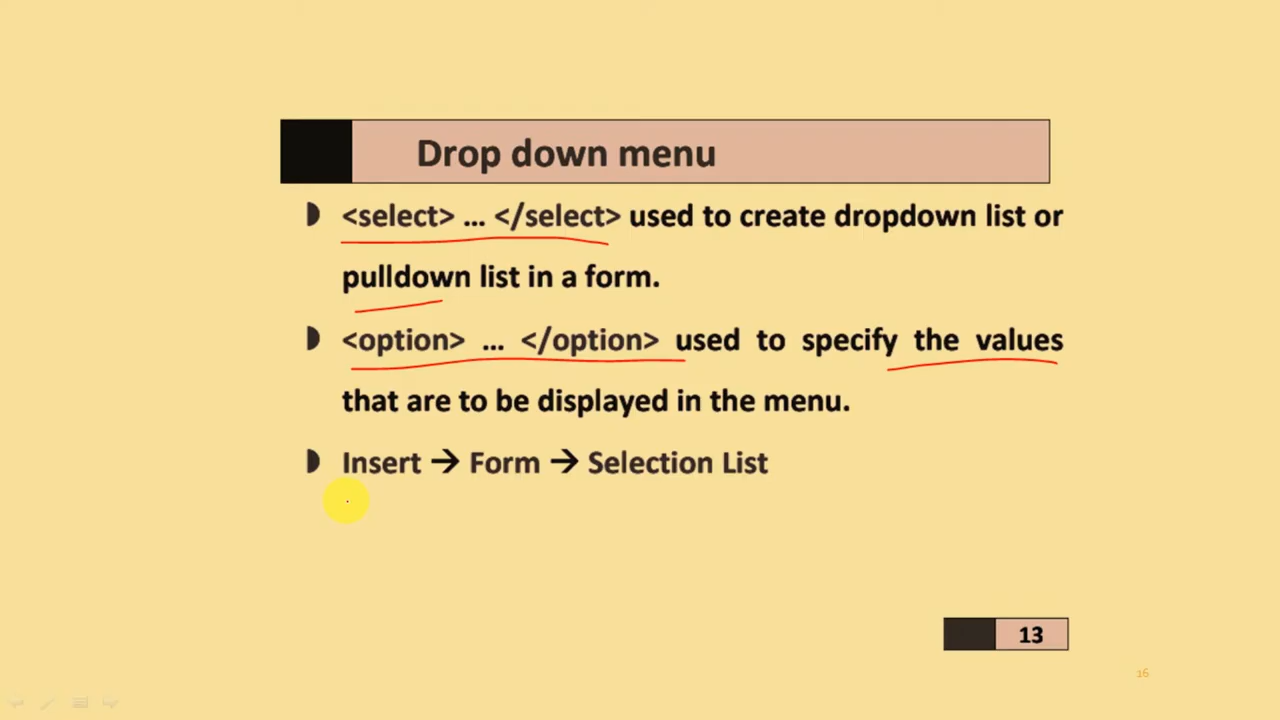 Drop down menu
<select> ... </select> used to create dropdown list or
pulldown list in a form.
<option> ... </option> used to specify the values
that are to be displayed in the menu.
Insert → Form → Selection List
13
16